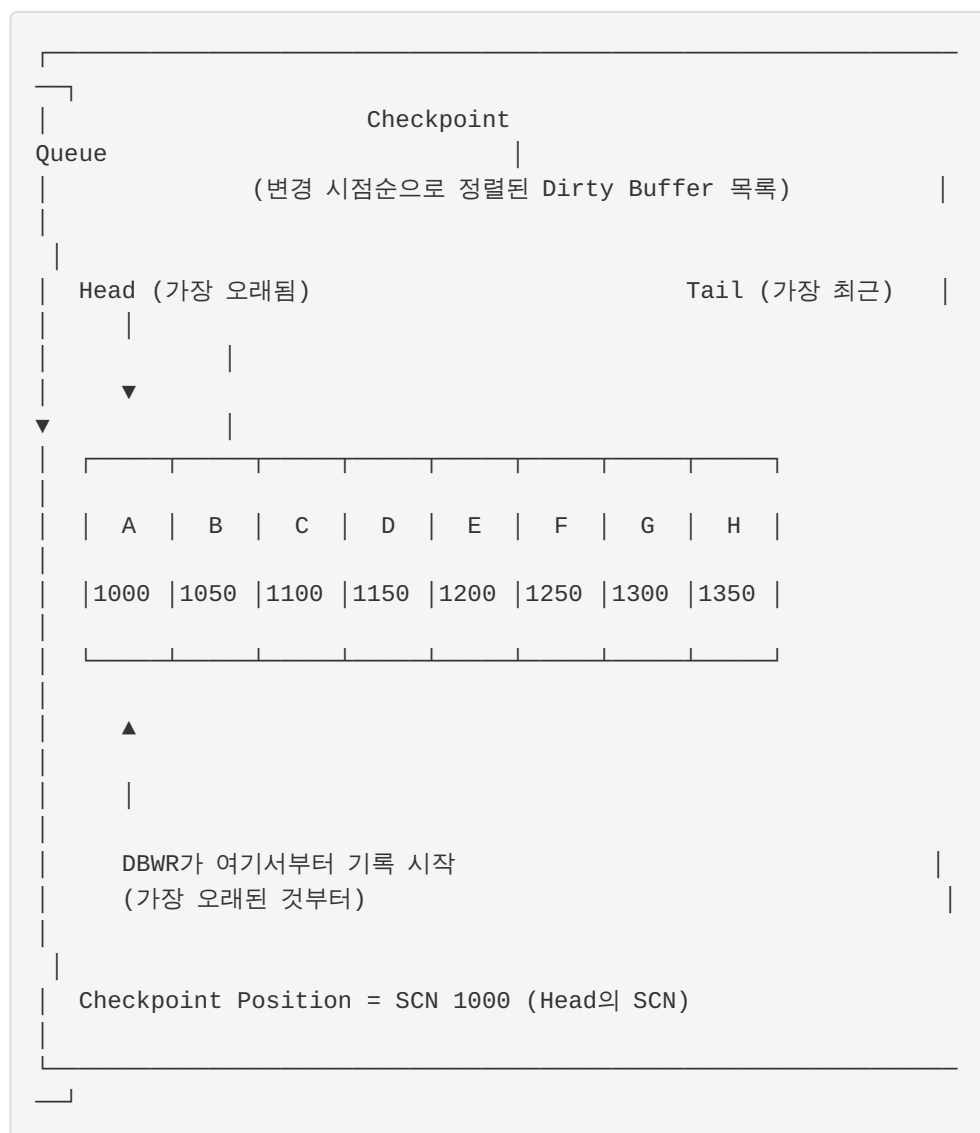 Checkpoint
Queue
(변경 시점순으로 정렬된 Dirty Buffer 목록)
Head (가장 오래됨) Tail (가장 최근)
A B C D E F G H
1000 1050 1100 1150 1200 1250 1300 1350
DBWR가 여기서부터 기록 시작
(가장 오래된 것부터)
Checkpoint Position = SCN 1000 (Head의 SCN)